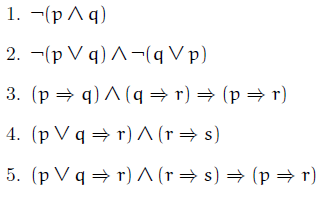 1. ¬(p ∧ q)
2. ¬(p ∨ q) ∧ ¬(q ∨ p)
3. (p ⇒ q) ∧ (q ⇒ r) ⇒ (p ⇒ r)
4. (p ∨ q ⇒ r) ∧ (r ⇒ s)
5. (p ∨ q ⇒ r) ∧ (r ⇒ s) ⇒ (p ⇒ r)